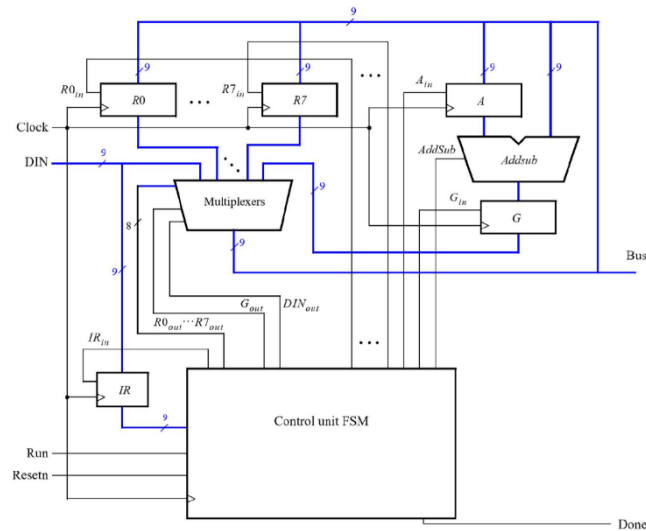 9
9 9 9 9
R0in R7in ... Ain
R0 ... R7 A
Clock
AddSub Addsub
DIN 9
Multiplexers 9 Gin G
8
9
Bus
9
Gout DINout
R0out...R7out
IRin ...
IR
9
Control unit FSM
Run
Resetn
Done